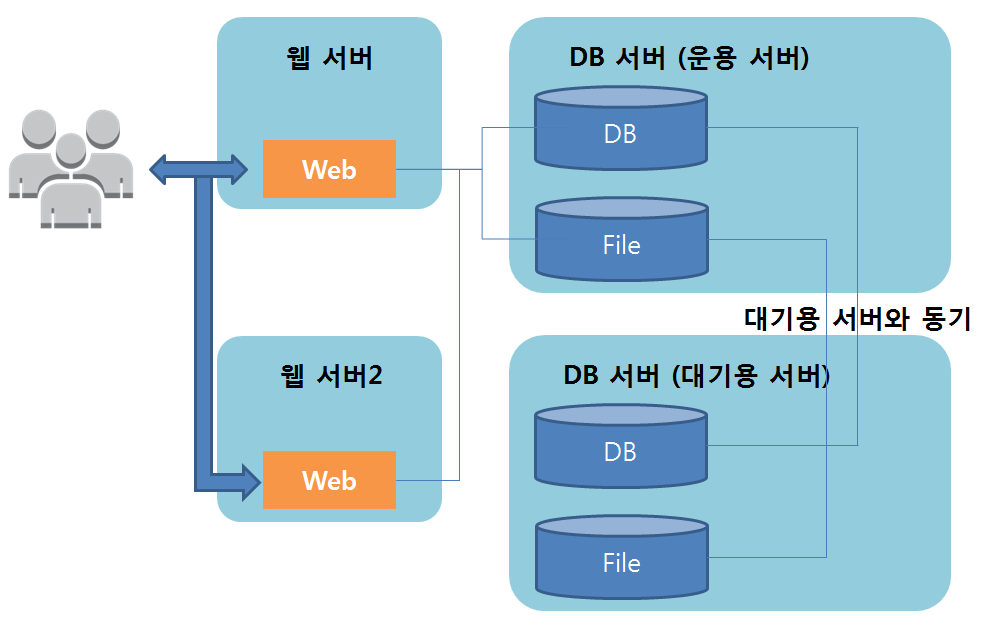 웹 서버
Web
DB 서버 (운용 서버)
DB
File
대기용 서버와 동기
웹 서버2
Web
DB 서버 (대기용 서버)
DB
File